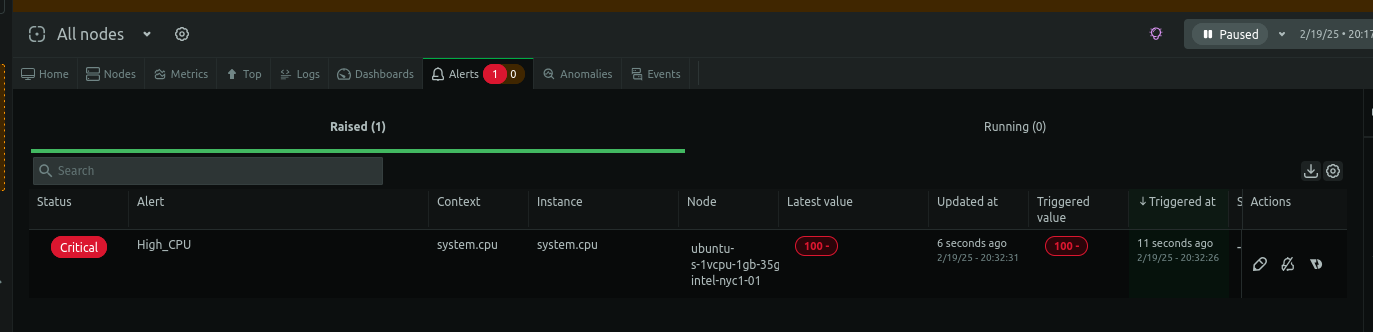 All nodes
Paused 2/19/25 • 20:17
Home Nodes Metrics Top Logs Dashboards Alerts 1 0 Anomalies Events
Raised (1) Running (0)
Search
Status Alert Context Instance Node Latest value Updated at Triggered value Triggered at S Actions
Critical High_CPU system.cpu system.cpu
ubuntu-
s-1vcpu-1gb-35g
intel-nyc1-01
100 -
6 seconds ago
2/19/25 - 20:32:31
100 -
11 seconds ago
2/19/25 - 20:32:26
-